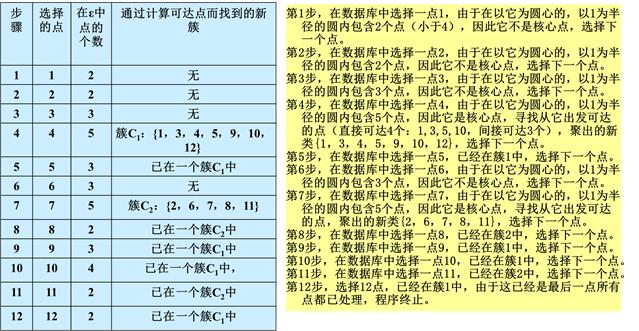 步骤 选择的点 在ε中点的个数 通过计算可达点而找到的新簇
1 1 2 无
2 2 2 无
3 3 3 无
4 4 5 簇C₁：{1，3，4，5，9，10，12}
5 5 3 已在一个簇C₁中
6 6 3 无
7 7 5 簇C₂：{2，6，7，8，11}
8 8 2 已在一个簇C₂中
9 9 3 已在一个簇C₁中
10 10 4 已在一个簇C₁中，
11 11 2 已在一个簇C₂中
12 12 2 已在一个簇C₁中
第1步，在数据库中选择一点1，由于在以它为圆心的，以1为半
径的圆内包含2个点（小于4），因此它不是核心点，选择下
一个点。
第2步，在数据库中选择一点2，由于在以它为圆心的，以1为半
径的圆内包含2个点，因此它不是核心点，选择下一个点。
第3步，在数据库中选择一点3，由于在以它为圆心的，以1为半
径的圆内包含3个点，因此它不是核心点，选择下一个点。
第4步，在数据库中选择一点4，由于在以它为圆心的，以1为半
径的圆内包含5个点，因此它是核心点，寻找从它出发可达
的点（直接可达4个：1,3,5,10，间接可达3个），聚出的新
类{1，3，4，5，9，10，12}，选择下一个点。
第5步，在数据库中选择一点5，已经在簇1中，选择下一个点。
第6步，在数据库中选择一点6，由于在以它为圆心的，以1为半
径的圆内包含3个点，因此它不是核心点，选择下一个点。
第7步，在数据库中选择一点7，由于在以它为圆心的，以1为半
径的圆内包含5个点，因此它是核心点，寻找从它出发可达
的点，聚出的新类{2，6，7，8，11}，选择下一个点。
第8步，在数据库中选择一点8，已经在簇2中，选择下一个点。
第9步，在数据库中选择一点9，已经在簇1中，选择下一个点。
第10步，在数据库中选择一点10，已经在簇1中，选择下一个点。
第11步，在数据库中选择一点11，已经在簇2中，选择下一个点。
第12步，选择12点，已经在簇1中，由于这已经是最后一点所有
点都已处理，程序终止。